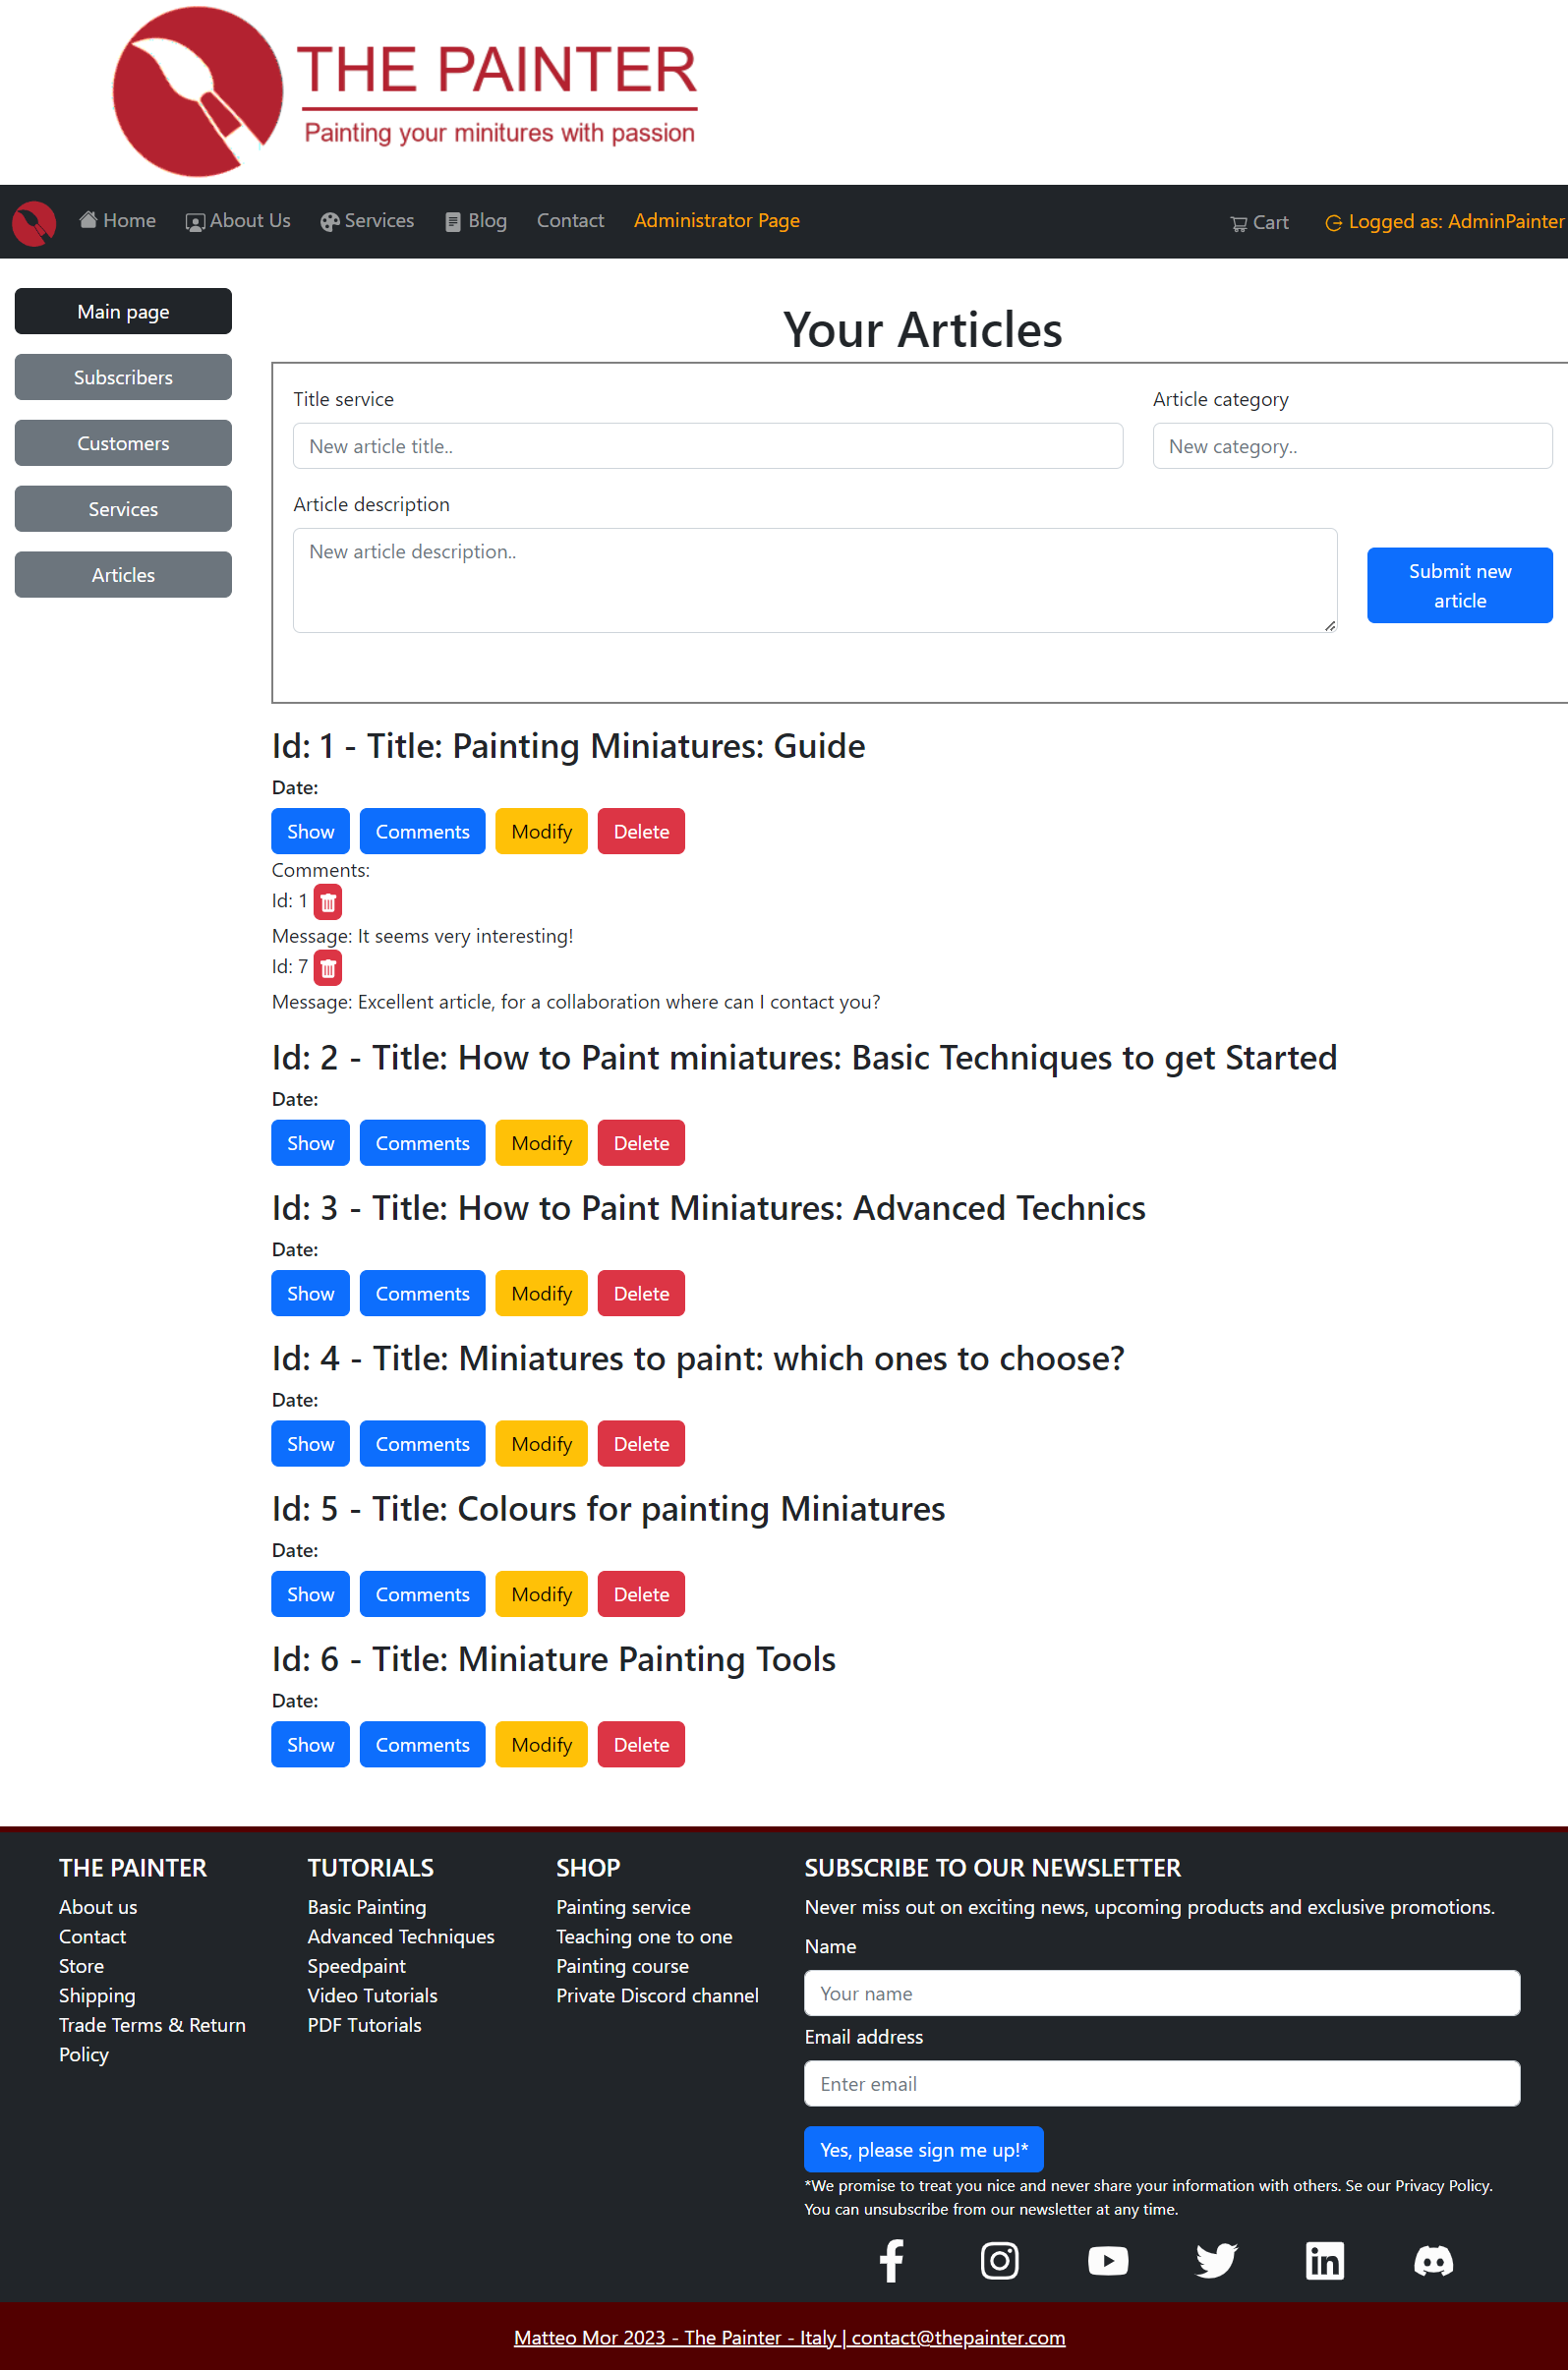 THE PAINTER
Painting your minitures with passion
Home About Us Services Blog Contact Administrator Page Cart Logged as: AdminPainter
Main page
Subscribers
Customers
Services
Articles
Your Articles
Title service Article category
New article title.. New category..
Article description
New article description..
Submit new
article
Id: 1 - Title: Painting Miniatures: Guide
Date:
Show Comments Modify Delete
Comments:
Id: 1
Message: It seems very interesting!
Id: 7
Message: Excellent article, for a collaboration where can I contact you?
Id: 2 - Title: How to Paint miniatures: Basic Techniques to get Started
Date:
Show Comments Modify Delete
Id: 3 - Title: How to Paint Miniatures: Advanced Technics
Date:
Show Comments Modify Delete
Id: 4 - Title: Miniatures to paint: which ones to choose?
Date:
Show Comments Modify Delete
Id: 5 - Title: Colours for painting Miniatures
Date:
Show Comments Modify Delete
Id: 6 - Title: Miniature Painting Tools
Date:
Show Comments Modify Delete
THE PAINTER
About us
Contact
Store
Shipping
Trade Terms & Return
Policy
TUTORIALS
Basic Painting
Advanced Techniques
Speedpaint
Video Tutorials
PDF Tutorials
SHOP
Painting service
Teaching one to one
Painting course
Private Discord channel
SUBSCRIBE TO OUR NEWSLETTER
Never miss out on exciting news, upcoming products and exclusive promotions.
Name
Your name
Email address
Enter email
Yes, please sign me up!*
*We promise to treat you nice and never share your information with others. Se our Privacy Policy.
You can unsubscribe from our newsletter at any time.
Matteo Mor 2023 - The Painter - Italy | contact@thepainter.com